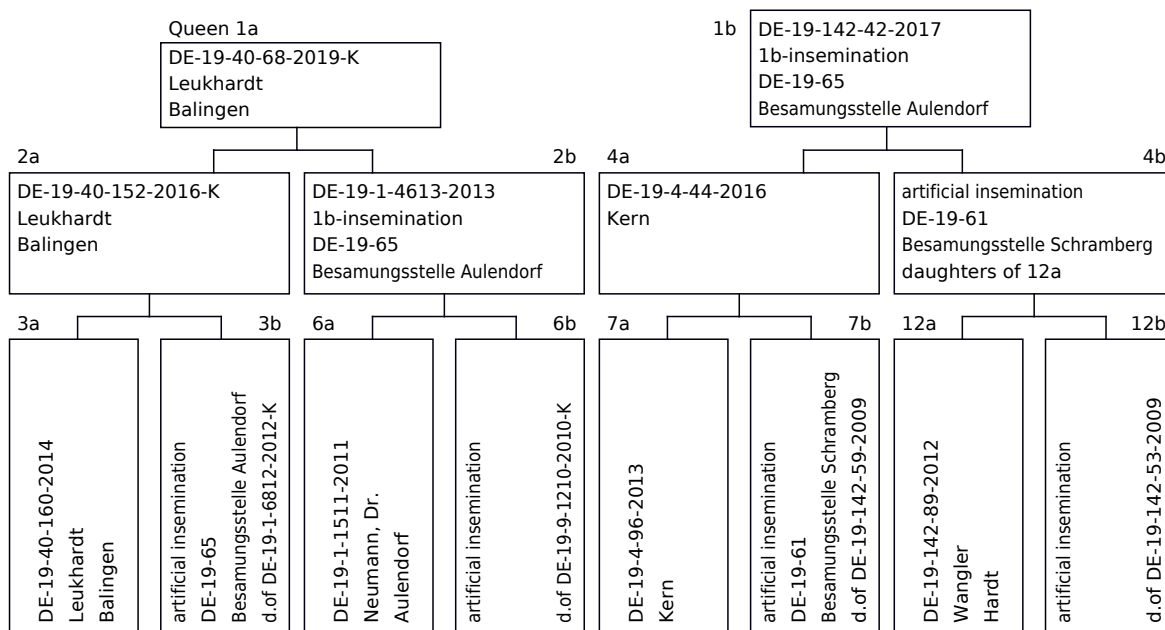 Queen 1a
DE-19-40-68-2019-K
Leukhardt
Balingen
1b
DE-19-142-42-2017
1b-insemination
DE-19-65
Besamungsstelle Aulendorf
2a
DE-19-40-152-2016-K
Leukhardt
Balingen
2b
DE-19-1-4613-2013
1b-insemination
DE-19-65
Besamungsstelle Aulendorf
4a
DE-19-4-44-2016
Kern
4b
artificial insemination
DE-19-61
Besamungsstelle Schramberg
daughters of 12a
3a
DE-19-40-160-2014
Leukhardt
Balingen
3b
artificial insemination
DE-19-65
Besamungsstelle Aulendorf
d.of DE-19-1-6812-2012-K
6a
DE-19-1-1511-2011
Neumann, Dr.
Aulendorf
6b
artificial insemination
d.of DE-19-9-1210-2010-K
7a
DE-19-4-96-2013
Kern
7b
artificial insemination
DE-19-61
Besamungsstelle Schramberg
d.of DE-19-142-59-2009
12a
DE-19-142-89-2012
Wangler
Hardt
12b
artificial insemination
d.of DE-19-142-53-2009